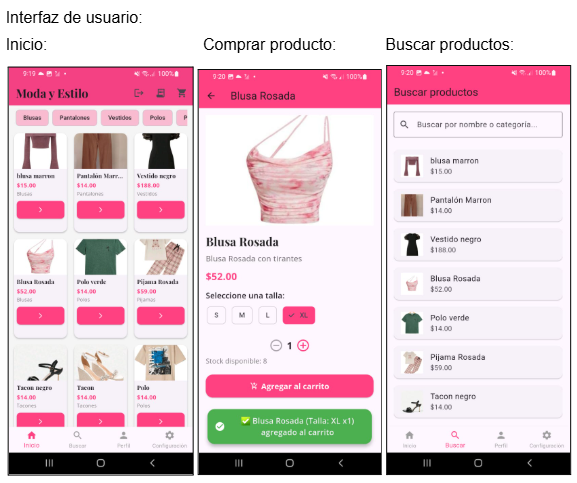 Interfaz de usuario:
Inicio:
Comprar producto:
Buscar productos:
9:19
100%
Moda y Estilo
Blusas
Pantalones
Vestidos
Polos
P
blusa marron
$15.00
Blusas
Pantalón Marr...
$14.00
Pantalones
Vestido negro
$188.00
Vestidos
Blusa Rosada
$52.00
Blusas
Polo verde
$14.00
Polos
Pijama Rosada
$59.00
Pijamas
Tacon negro
$14.00
Tacones
Tacon
$14.00
Tacones
Polo
$14.00
Polos
Inicio
Buscar
Perfil
Configuración
9:20
100%
Blusa Rosada
Blusa Rosada
Blusa Rosada con tirantes
$52.00
Seleccione una talla:
S
M
L
XL
1
Stock disponible: 8
Agregar al carrito
Blusa Rosada (Talla: XL x1)
agregado al carrito
9:20
100%
Buscar productos
Buscar por nombre o categoría...
blusa marron
$15.00
Pantalón Marron
$14.00
Vestido negro
$188.00
Blusa Rosada
$52.00
Polo verde
$14.00
Pijama Rosada
$59.00
Tacon negro
$14.00
Inicio
Buscar
Perfil
Configuración